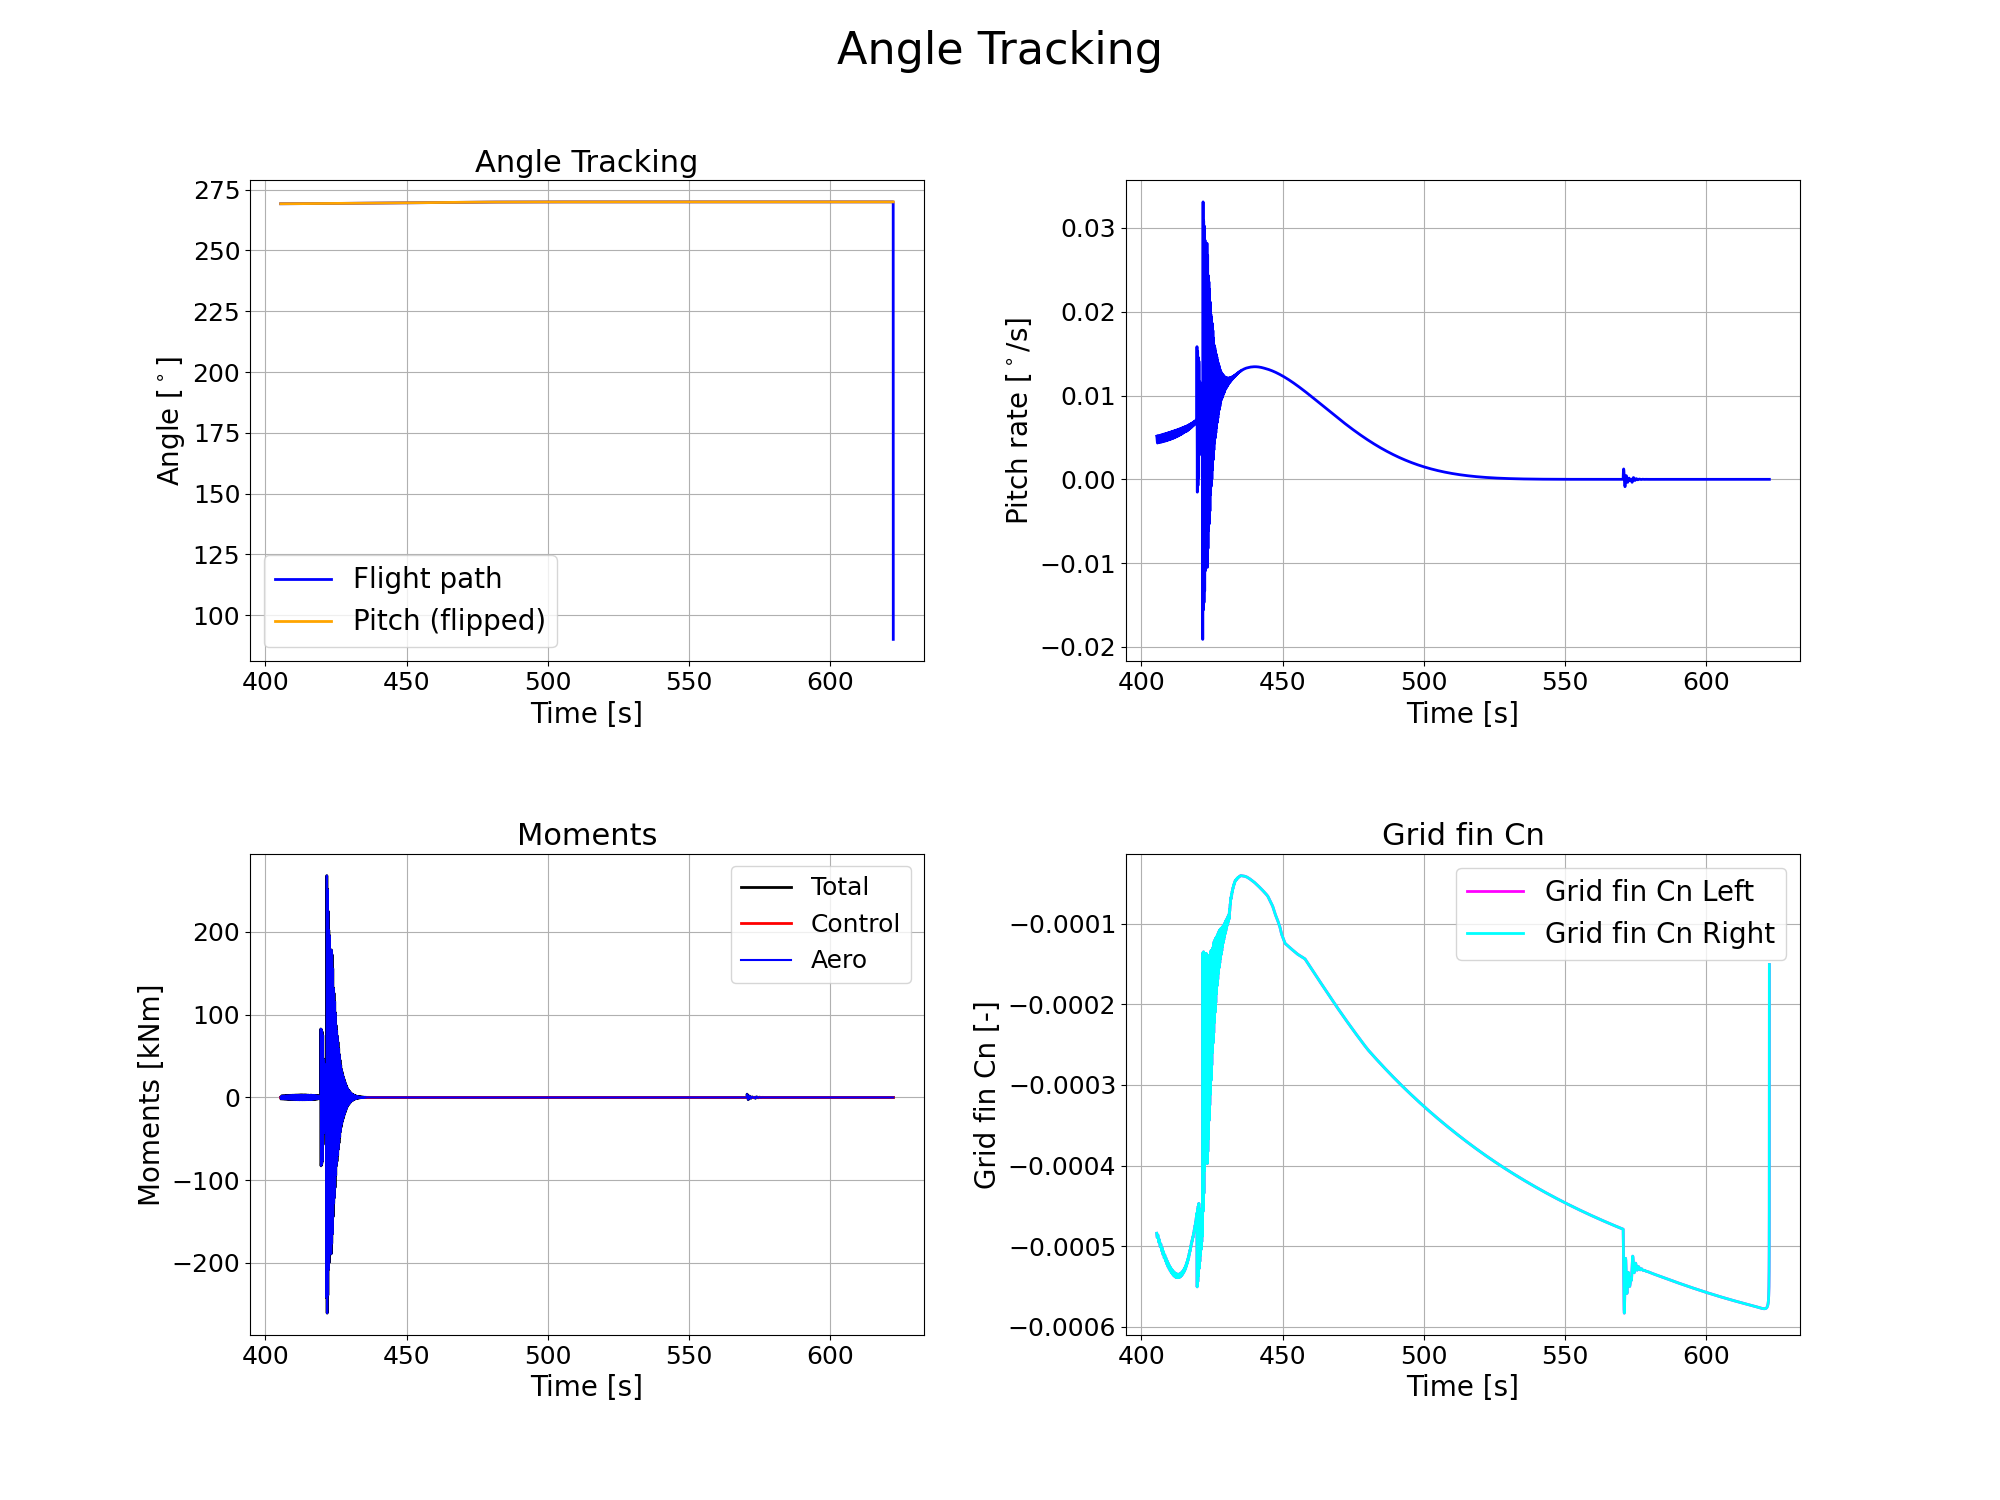 Angle Tracking
Angle Tracking
275
250
225
200
175
150
125
100
Angle [°]
Flight path
Pitch (flipped)
400 450 500 550 600
Time [s]
0.03
0.02
0.01
0.00
−0.01
−0.02
Pitch rate [°/s]
400 450 500 550 600
Time [s]
Moments
200
100
0
−100
−200
Moments [kNm]
Total
Control
Aero
400 450 500 550 600
Time [s]
Grid fin Cn
−0.0001
−0.0002
−0.0003
−0.0004
−0.0005
−0.0006
Grid fin Cn [-]
Grid fin Cn Left
Grid fin Cn Right
400 450 500 550 600
Time [s]